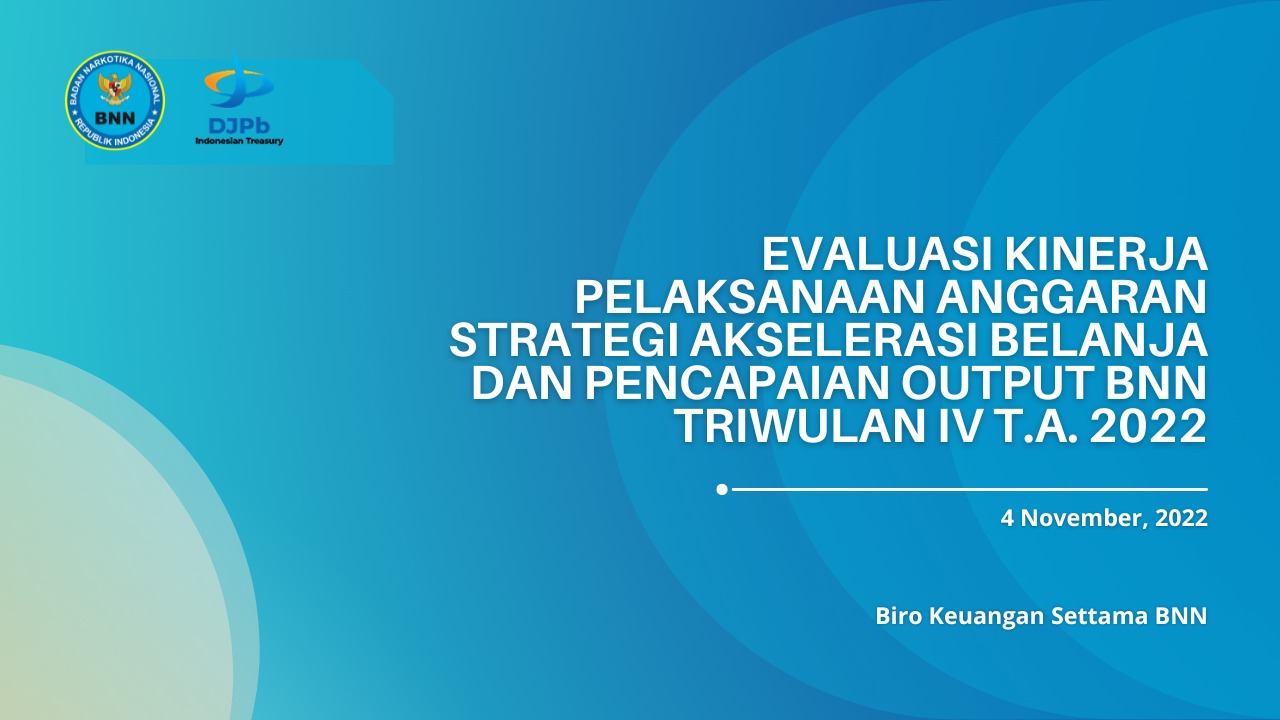 BADAN NARKOTIKA NASIONAL
BNN
REPUBLIK INDONESIA
DJPb
Indonesian Treasury
EVALUASI KINERJA
PELAKSANAAN ANGGARAN
STRATEGI AKSELERASI BELANJA
DAN PENCAPAIAN OUTPUT BNN
TRIWULAN IV T.A. 2022
4 November, 2022
Biro Keuangan Settama BNN